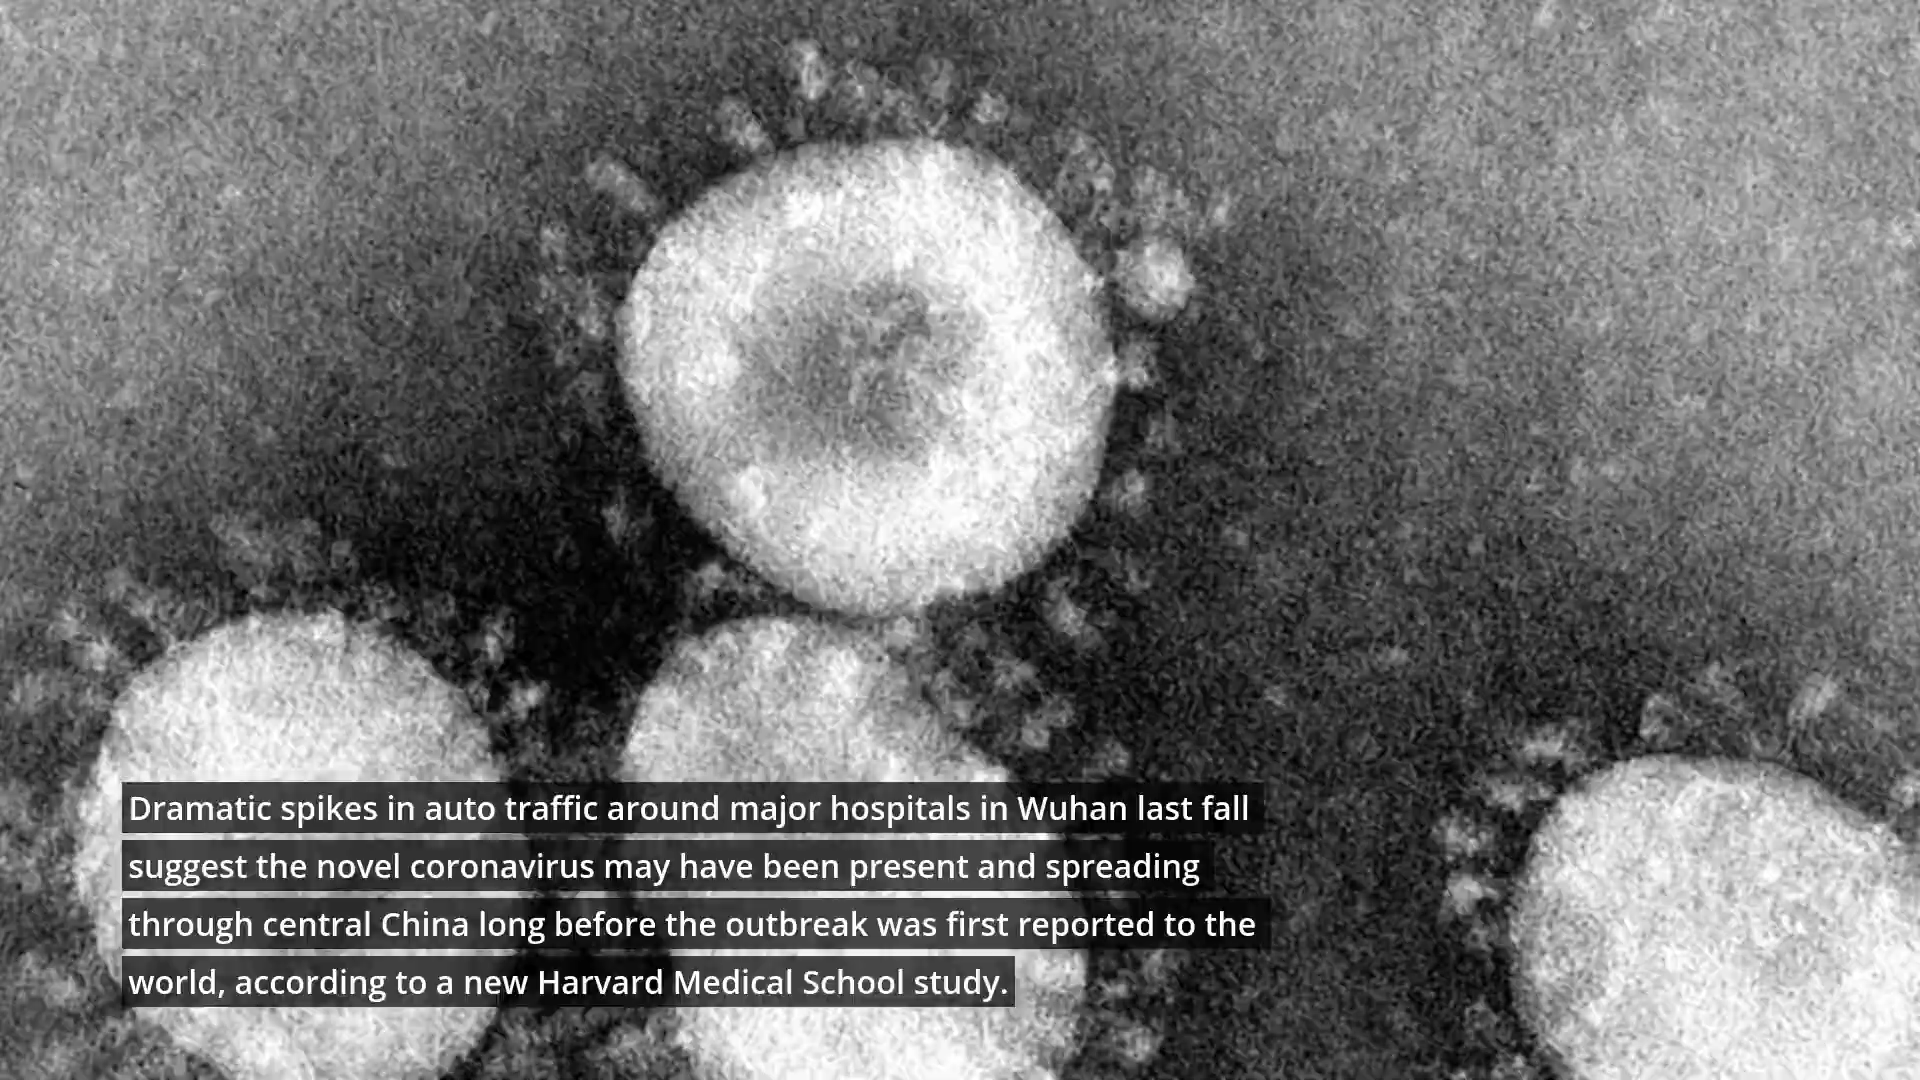 Dramatic spikes in auto traffic around major hospitals in Wuhan last fall
suggest the novel coronavirus may have been present and spreading
through central China long before the outbreak was first reported to the
world, according to a new Harvard Medical School study.